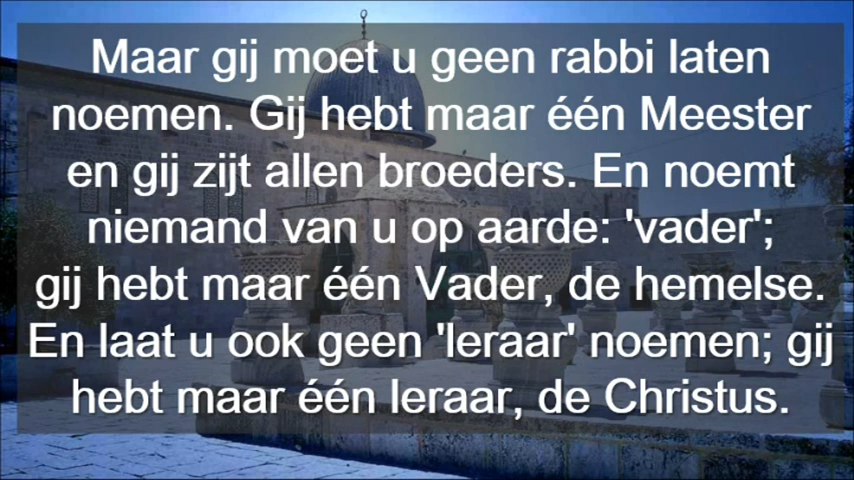 Maar gij moet u geen rabbi laten
noemen. Gij hebt maar één Meester
en gij zijt allen broeders. En noemt
niemand van u op aarde: 'vader';
gij hebt maar één Vader, de hemelse.
En laat u ook geen 'leraar' noemen; gij
hebt maar één leraar, de Christus.